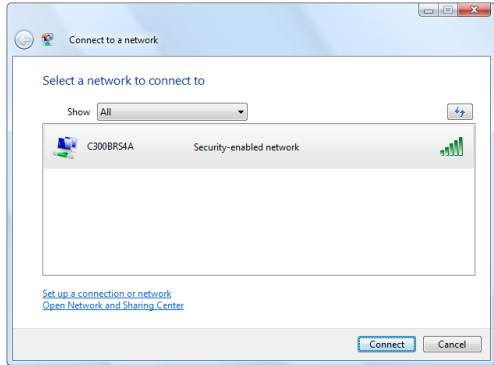 Connect to a network
Select a network to connect to
Show All
C300BRS4A Security-enabled network
Set up a connection or network
Open Network and Sharing Center
Connect Cancel